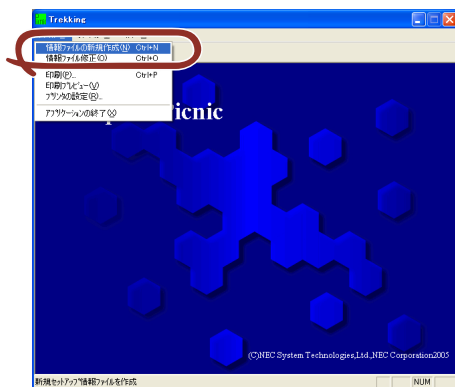 Trekking
情報ファイルの新規作成(N) Ctrl+N
情報ファイル修正(O) Ctrl+O
印刷(P)... Ctrl+P
印刷プレビュー(V)
プリンタの設定(R)...
アプリケーションの終了(X)
icnic
(C)NEC System Technologies,Ltd.,NEC Corporation2005
新規セットアップ情報ファイルを作成
NUM